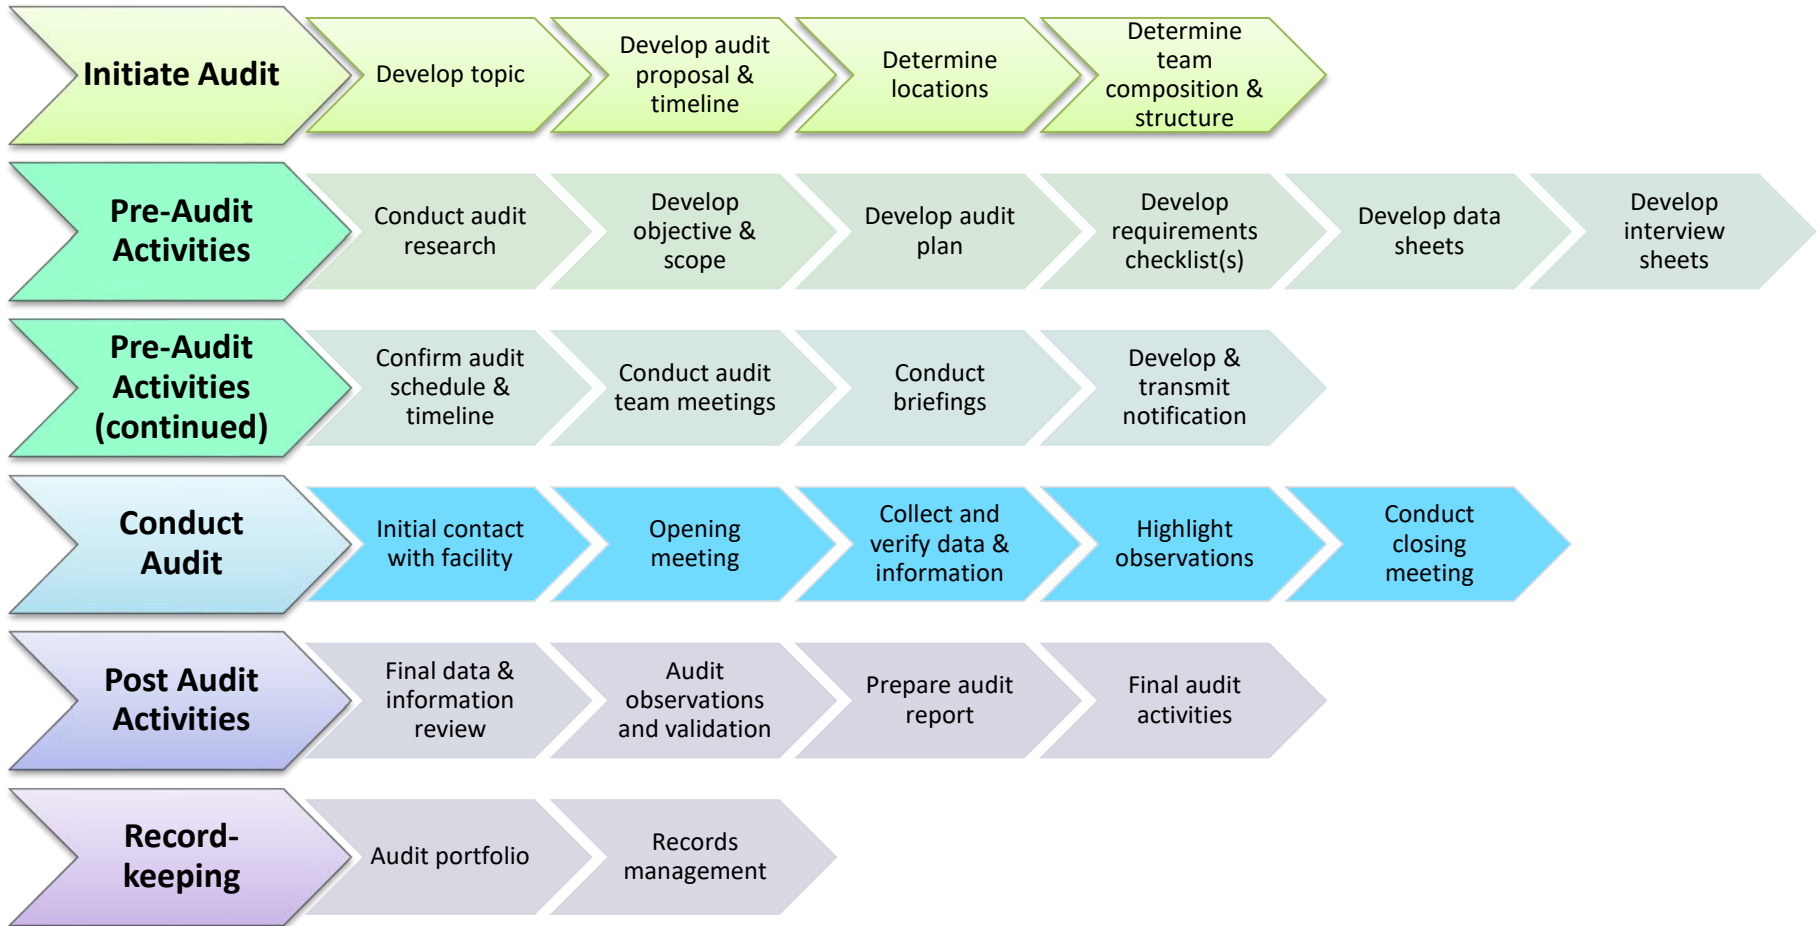 Initiate Audit
Develop topic
Develop audit
proposal &
timeline
Determine
locations
Determine
team
composition &
structure
Pre-Audit
Activities
Conduct audit
research
Develop
objective &
scope
Develop audit
plan
Develop
requirements
checklist(s)
Develop data
sheets
Develop
interview
sheets
Pre-Audit
Activities
(continued)
Confirm audit
schedule &
timeline
Conduct audit
team meetings
Conduct
briefings
Develop &
transmit
notification
Conduct
Audit
Initial contact
with facility
Opening
meeting
Collect and
verify data &
information
Highlight
observations
Conduct
closing
meeting
Post Audit
Activities
Final data &
information
review
Audit
observations
and validation
Prepare audit
report
Final audit
activities
Record-
keeping
Audit portfolio
Records
management